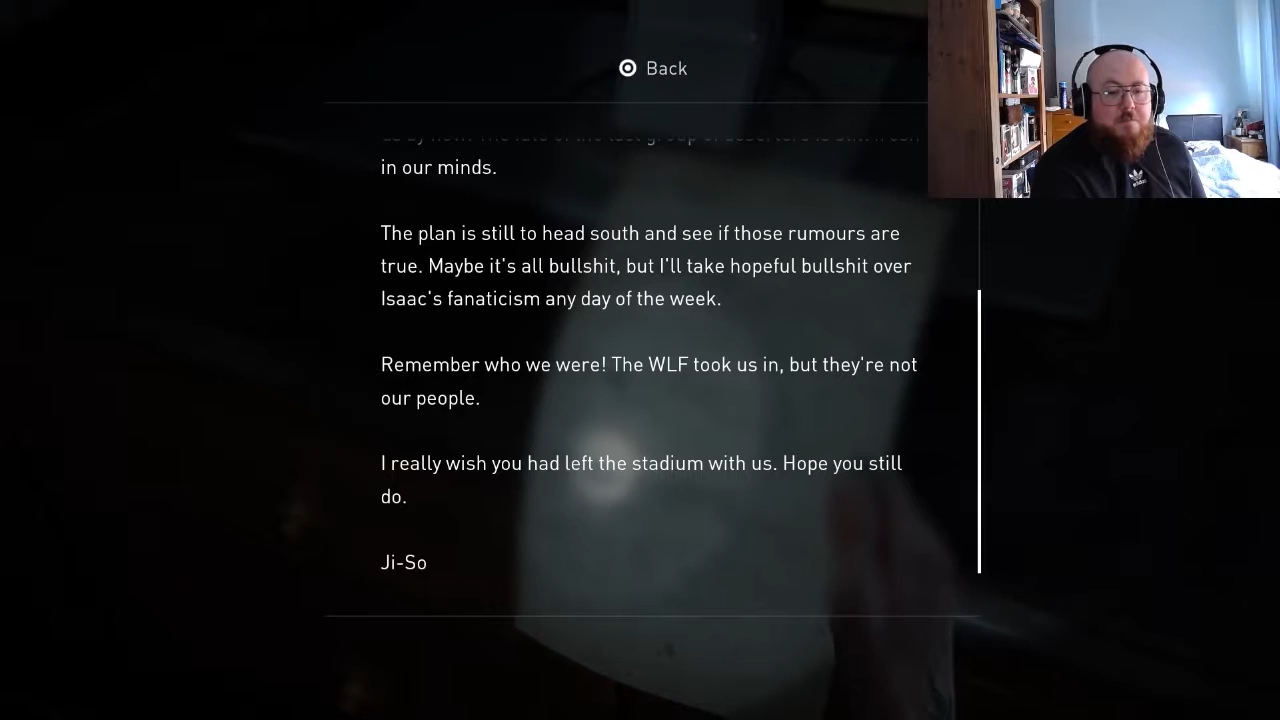 Back
in our minds.
The plan is still to head south and see if those rumours are
true. Maybe it's all bullshit, but I'll take hopeful bullshit over
Isaac's fanaticism any day of the week.
Remember who we were! The WLF took us in, but they're not
our people.
I really wish you had left the stadium with us. Hope you still
do.
Ji-So
adidas